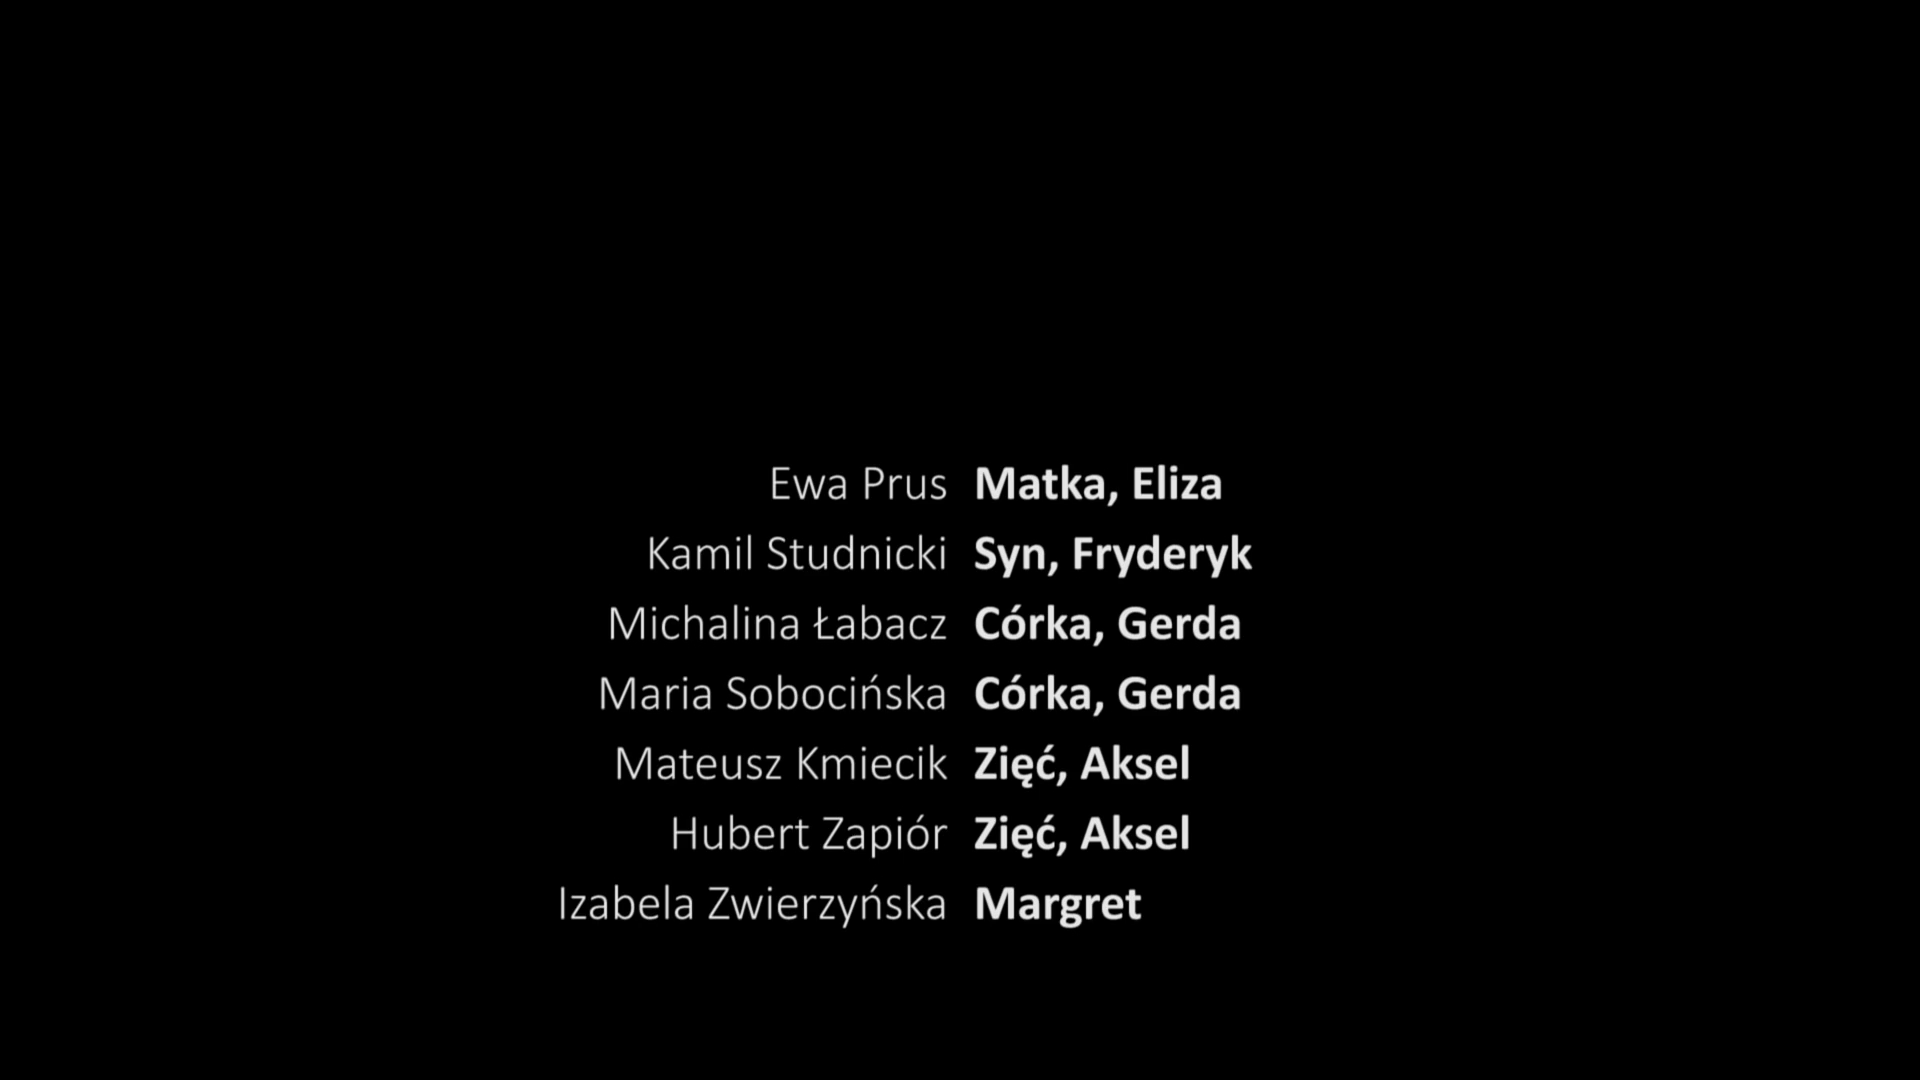 Ewa Prus Matka, Eliza
Kamil Studnicki Syn, Fryderyk
Michalina Łabacz Córka, Gerda
Maria Sobocińska Córka, Gerda
Mateusz Kmiecik Zięć, Aksel
Hubert Zapiór Zięć, Aksel
Izabela Zwierzyńska Margret